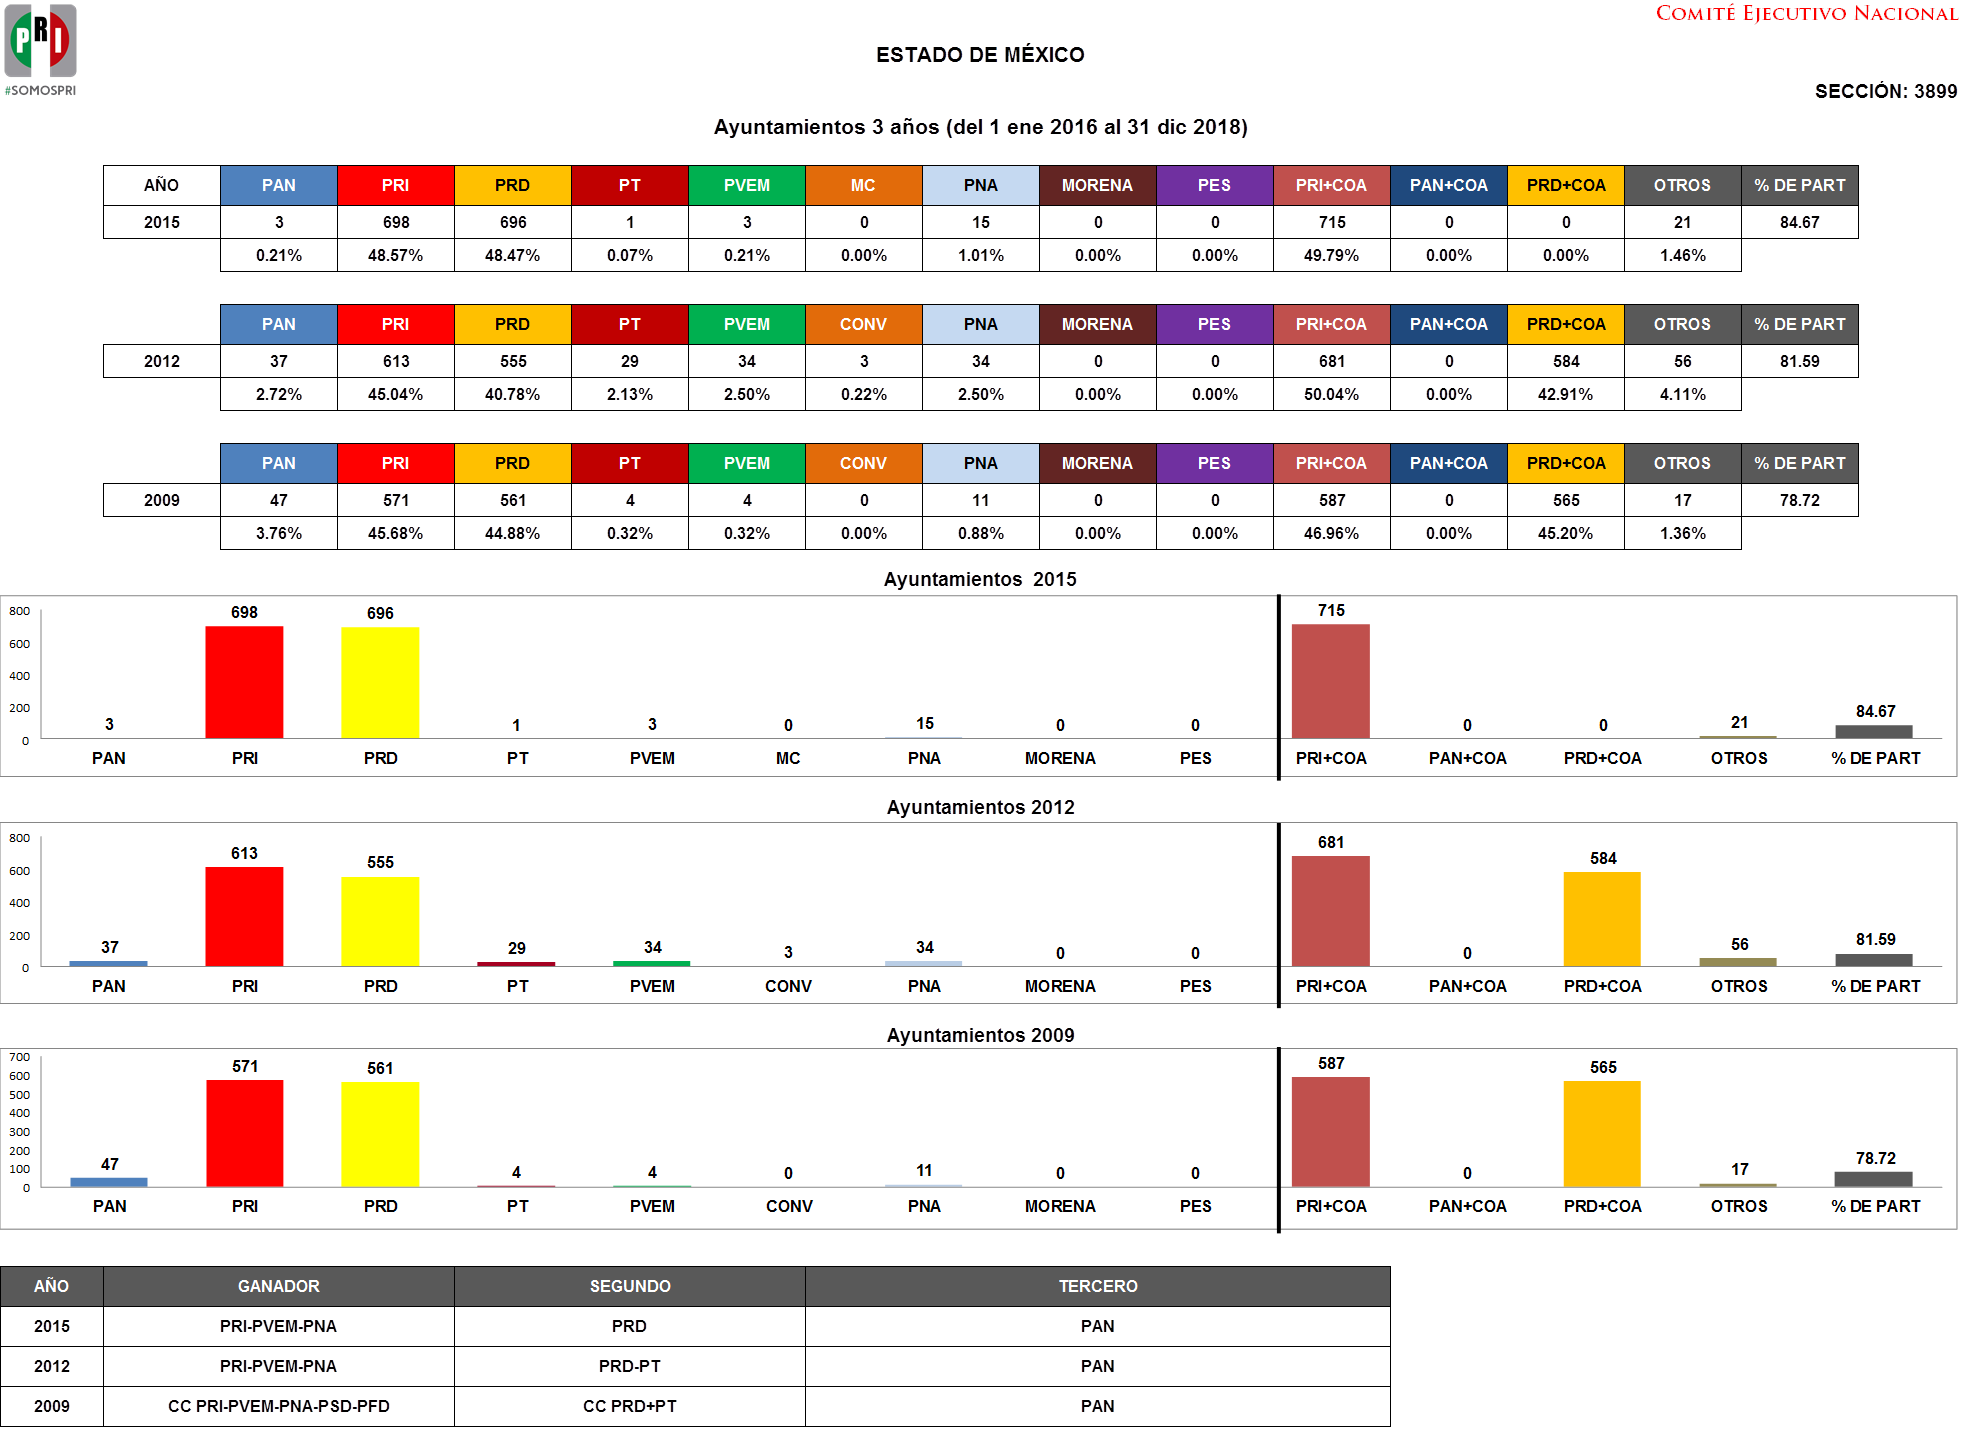 PRI
#SOMOSPRI
COMITÉ EJECUTIVO NACIONAL
ESTADO DE MÉXICO
SECCIÓN: 3899
Ayuntamientos 3 años (del 1 ene 2016 al 31 dic 2018)
AÑO PAN PRI PRD PT PVEM MC PNA MORENA PES PRI+COA PAN+COA PRD+COA OTROS % DE PART
2015 3 698 696 1 3 0 15 0 0 715 0 0 21 84.67
0.21% 48.57% 48.47% 0.07% 0.21% 0.00% 1.01% 0.00% 0.00% 49.79% 0.00% 0.00% 1.46%
PAN PRI PRD PT PVEM CONV PNA MORENA PES PRI+COA PAN+COA PRD+COA OTROS % DE PART
2012 37 613 555 29 34 3 34 0 0 681 0 584 56 81.59
2.72% 45.04% 40.78% 2.13% 2.50% 0.22% 2.50% 0.00% 0.00% 50.04% 0.00% 42.91% 4.11%
PAN PRI PRD PT PVEM CONV PNA MORENA PES PRI+COA PAN+COA PRD+COA OTROS % DE PART
2009 47 571 561 4 4 0 11 0 0 587 0 565 17 78.72
3.76% 45.68% 44.88% 0.32% 0.32% 0.00% 0.88% 0.00% 0.00% 46.96% 0.00% 45.20% 1.36%
Ayuntamientos 2015
800
600
400
200
0
3 698 696 1 3 0 15 0 0 715 0 0 21 84.67
PAN PRI PRD PT PVEM MC PNA MORENA PES PRI+COA PAN+COA PRD+COA OTROS % DE PART
Ayuntamientos 2012
800
600
400
200
0
37 613 555 29 34 3 34 0 0 681 0 584 56 81.59
PAN PRI PRD PT PVEM CONV PNA MORENA PES PRI+COA PAN+COA PRD+COA OTROS % DE PART
Ayuntamientos 2009
700
600
500
400
300
200
100
0
47 571 561 4 4 0 11 0 0 587 0 565 17 78.72
PAN PRI PRD PT PVEM CONV PNA MORENA PES PRI+COA PAN+COA PRD+COA OTROS % DE PART
AÑO GANADOR SEGUNDO TERCERO
2015 PRI-PVEM-PNA PRD PAN
2012 PRI-PVEM-PNA PRD-PT PAN
2009 CC PRI-PVEM-PNA-PSD-PFD CC PRD+PT PAN